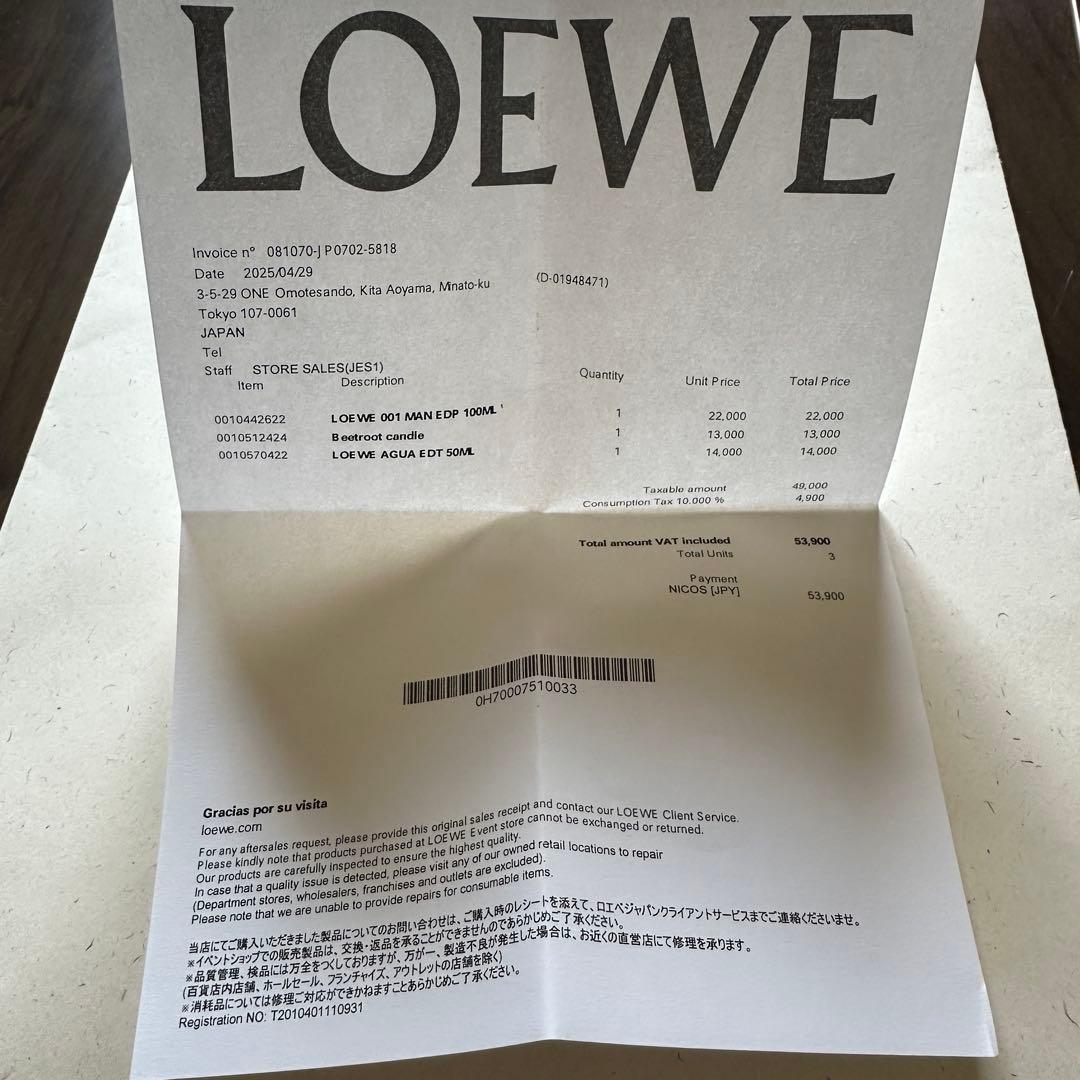 LOEWE
Invoice n° 081070-JP0702-5818
Date 2025/04/29
3-5-29 ONE Omotesando, Kita Aoyama, Minato-ku (D-01948471)
Tokyo 107-0061
JAPAN
Tel
Staff STORE SALES(JES1)
Item Description Quantity Unit Price Total Price
0010442622 LOEWE 001 MAN EDP 100ML ' 1 22,000 22,000
0010512424 Beetroot candle 1 13,000 13,000
0010570422 LOEWE AGUA EDT 50ML 1 14,000 14,000
Taxable amount 49,000
Consumption Tax 10.000 % 4,900
Total amount VAT included 53,900
Total Units 3
Payment
NICOS [JPY] 53,900
0H70007510033
Gracias por su visita
loewe.com
For any aftersales request, please provide this original sales receipt and contact our LOEWE Client Service.
Please kindly note that products purchased at LOEWE Event store cannot be exchanged or returned.
Our products are carefully inspected to ensure the highest quality.
In case that a quality issue is detected, please visit any of our owned retail locations to repair
(Department stores, wholesalers, franchises and outlets are excluded).
Please note that we are unable to provide repairs for consumable items.
当店にてご購入いただきました製品についてのお問い合わせは、ご購入時のレシートを添えて、ロエベジャパンクライアントサービスまでご連絡くださいませ。
※イベントショップでの販売製品は、交換・返品を承ることができませんのであらかじめご了承ください。
※品質管理、検品には万全をつくしておりますが、万が一、製造不良が発生した場合は、お近くの直営店にて修理を承ります。
(百貨店内店舗、ホールセール、フランチャイズ、アウトレットの店舗を除く)
※消耗品については修理ご対応ができかねますことあらかじめご了承ください。
Registration NO: T2010401110931